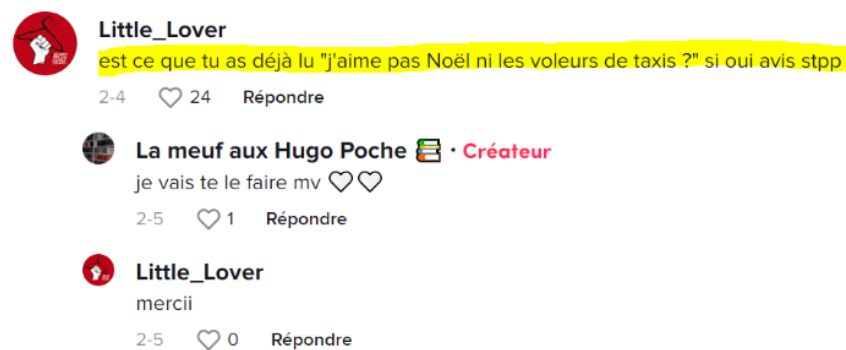 Little_Lover
est ce que tu as déjà lu "j'aime pas Noël ni les voleurs de taxis ?" si oui avis stpp
2-4 24 Répondre
La meuf aux Hugo Poche 📚 · Créateur
je vais te le faire mv ♡♡
2-5 1 Répondre
Little_Lover
mercii
2-5 0 Répondre